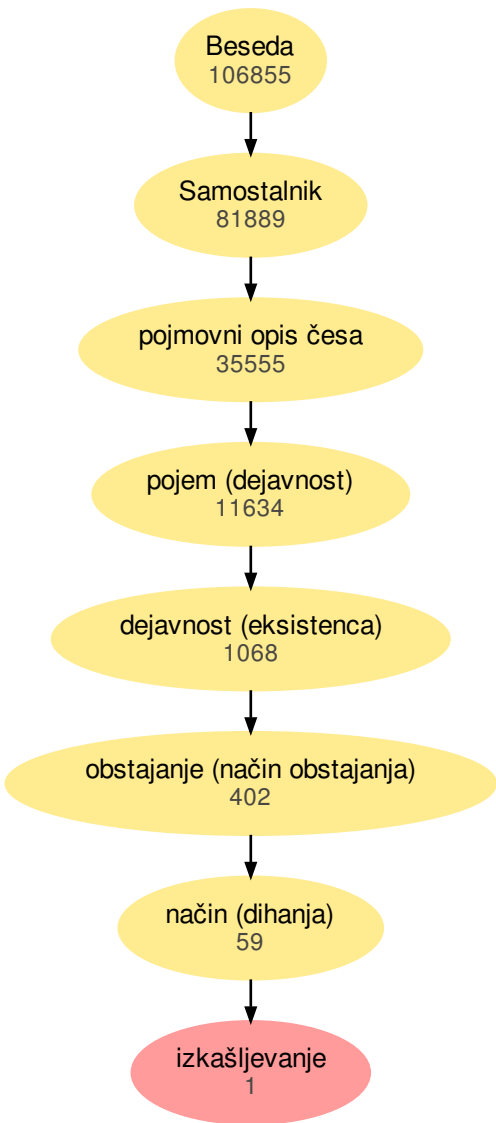 Beseda
106855
Samostalnik
81889
pojmovni opis česa
35555
pojem (dejavnost)
11634
dejavnost (eksistenca)
1068
obstajanje (način obstajanja)
402
način (dihanja)
59
izkašljevanje
1